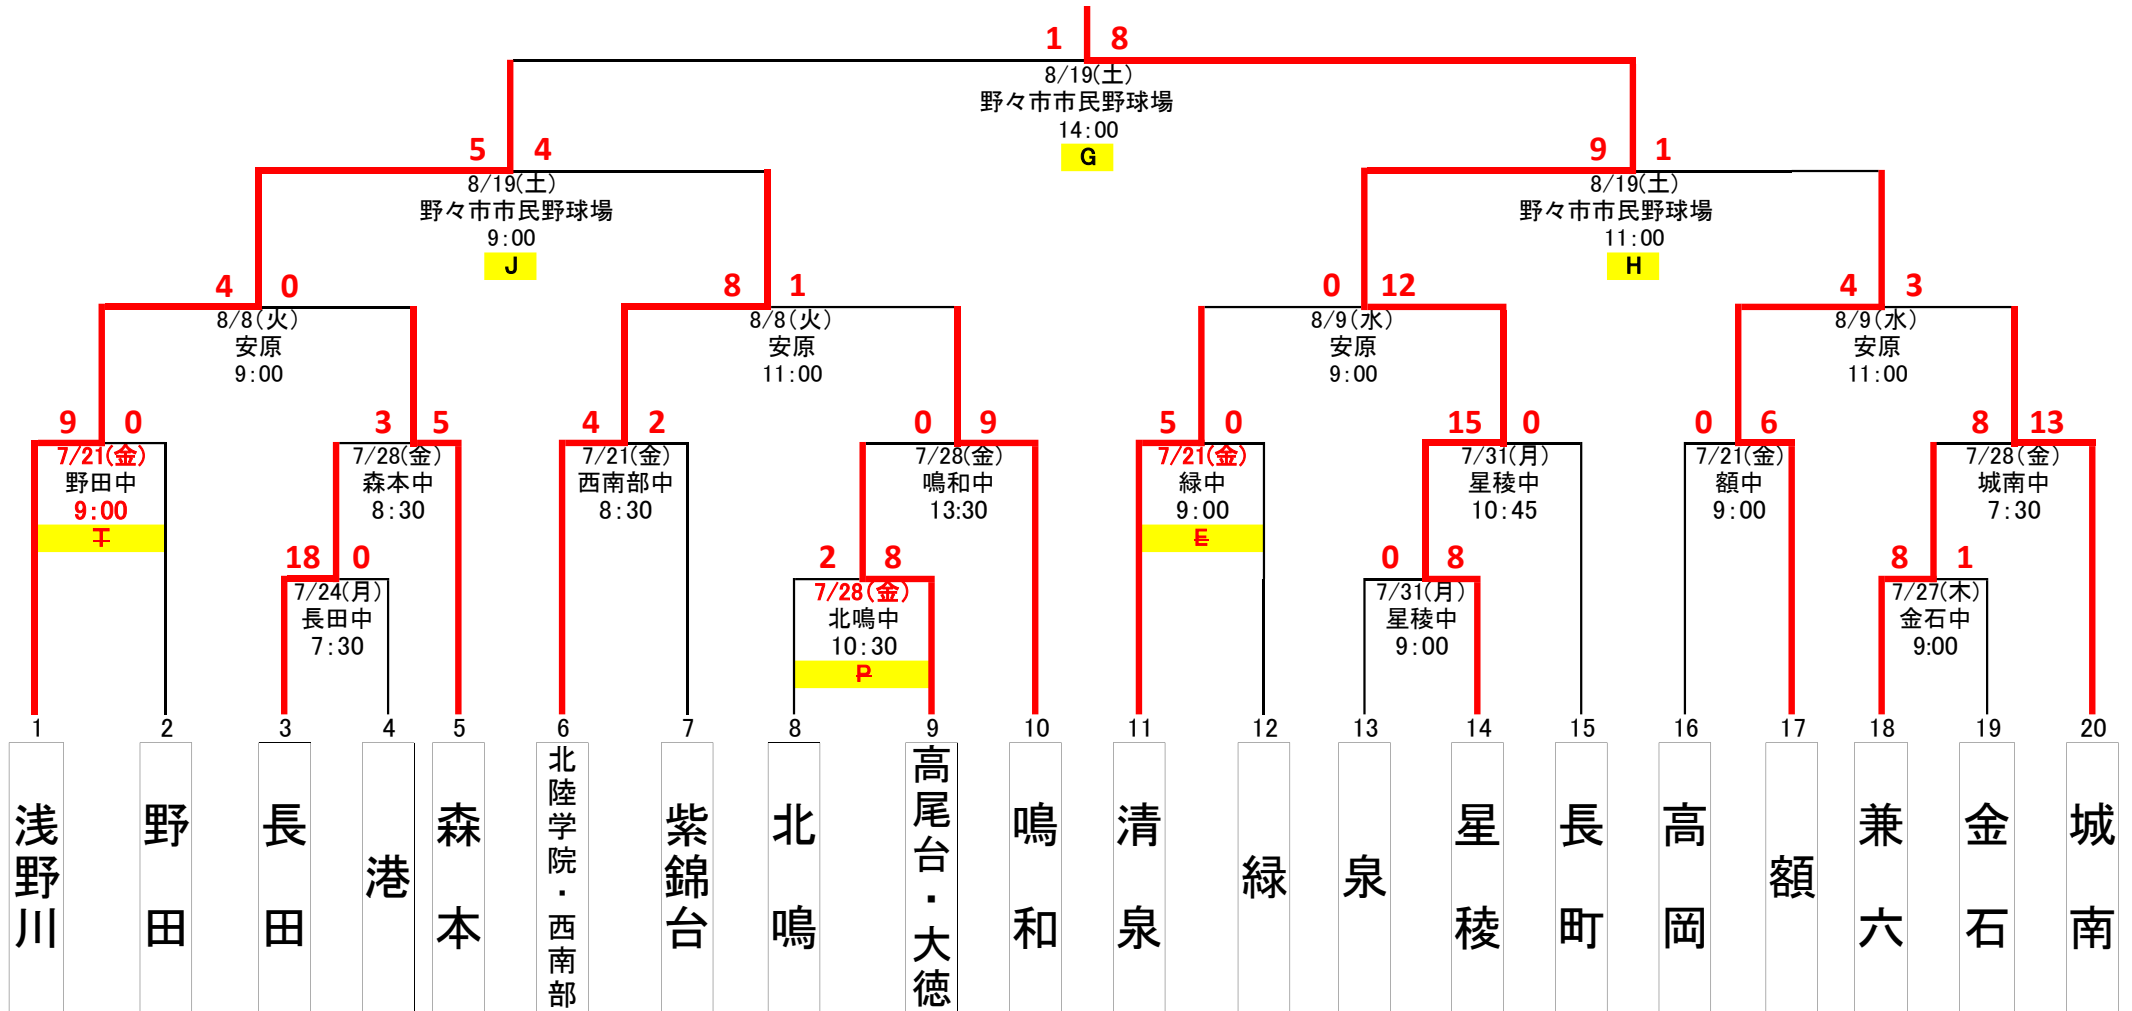 1 8
8/19(土)
野々市市民野球場
14:00
G
5 4
8/19(土)
野々市市民野球場
9:00
J
9 1
8/19(土)
野々市市民野球場
11:00
H
4 0
8/8(火)
安原
9:00
8 1
8/8(火)
安原
11:00
0 12
8/9(水)
安原
9:00
4 3
8/9(水)
安原
11:00
9 0
7/21(金)
野田中
9:00
T
3 5
7/28(金)
森本中
8:30
4 2
7/21(金)
西南部中
8:30
0 9
7/28(金)
鳴和中
13:30
5 0
7/21(金)
緑中
9:00
E
15 0
7/31(月)
星稜中
10:45
0 6
7/21(金)
額中
9:00
8 13
7/28(金)
城南中
7:30
18 0
7/24(月)
長田中
7:30
2 8
7/28(金)
北鳴中
10:30
P
0 8
7/31(月)
星稜中
9:00
8 1
7/27(木)
金石中
9:00
1 2 3 4 5 6 7 8 9 10 11 12 13 14 15 16 17 18 19 20
浅野川
野田
長田
港
森本
北陸学院・西南部
紫錦台
北鳴
高尾台・大徳
鳴和
清泉
緑
泉
星稜
長町
高岡
額
兼六
金石
城南